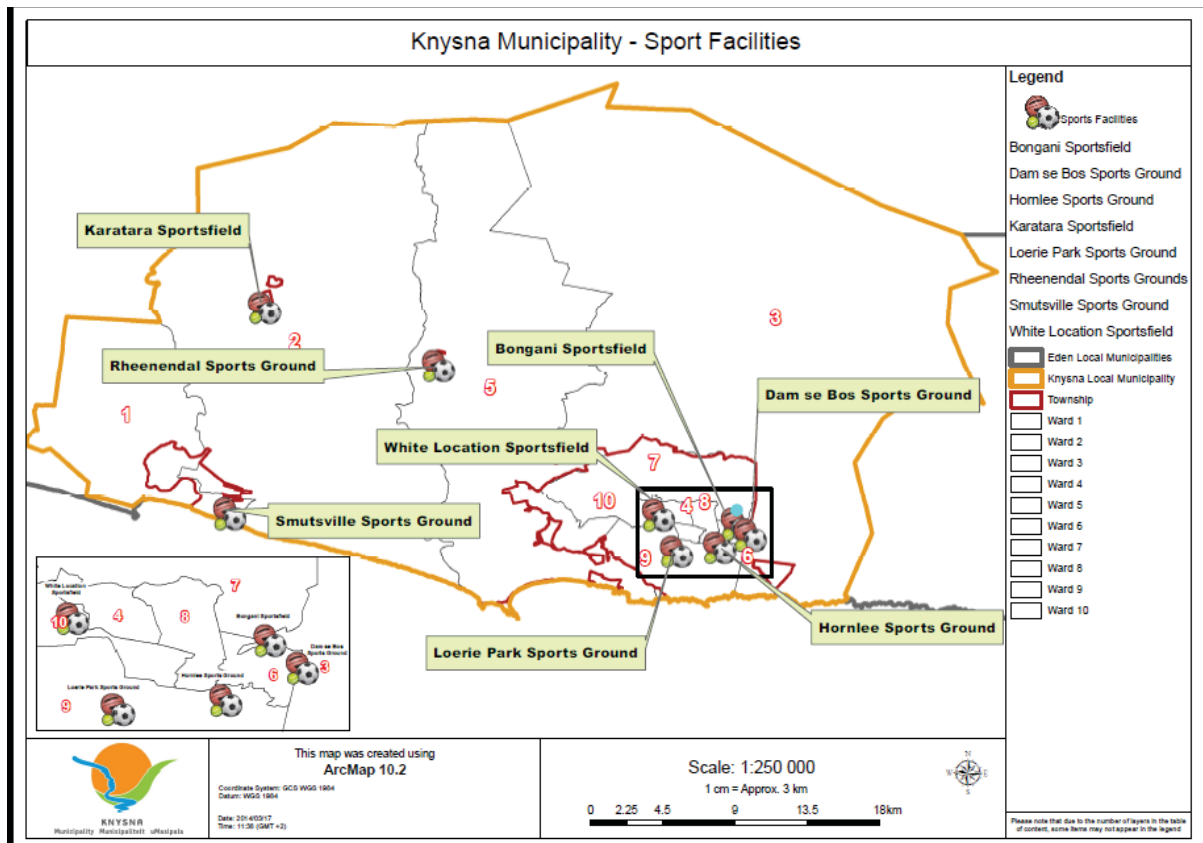 Knysna Municipality - Sport Facilities
Karatara Sportsfield
2
3
Bongani Sportsfield
Rheenendal Sports Ground
5
Dam se Bos Sports Ground
1
White Location Sportsfield
7
10
4
8
Smutsville Sports Ground
9
6
Hornlee Sports Ground
Loerie Park Sports Ground
White Location
Sportsfield
7
10
4
8
Bongani Sportsfield
Dam se Bos
Sports Ground
6
3
Hornlee Sports Ground
Loerie Park Sports Ground
9
Legend
Sports Facilities
Bongani Sportsfield
Dam se Bos Sports Ground
Hornlee Sports Ground
Karatara Sportsfield
Loerie Park Sports Ground
Rheenendal Sports Grounds
Smutsville Sports Ground
White Location Sportsfield
Eden Local Municipalities
Knysna Local Municipality
Township
Ward 1
Ward 2
Ward 3
Ward 4
Ward 5
Ward 6
Ward 7
Ward 8
Ward 9
Ward 10
KNYSNA
Municipality Munisipaliteit uMasipala
This map was created using
ArcMap 10.2
Coordinate System: GCS WGS 1984
Datum: WGS 1984
Date: 2014/03/17
Time: 11:36 (GMT +2)
Scale: 1:250 000
1 cm = Approx. 3 km
0 2.25 4.5 9 13.5 18km
N
W E
S
Please note that due to the number of layers in the table
of content, some items may not appear in the legend